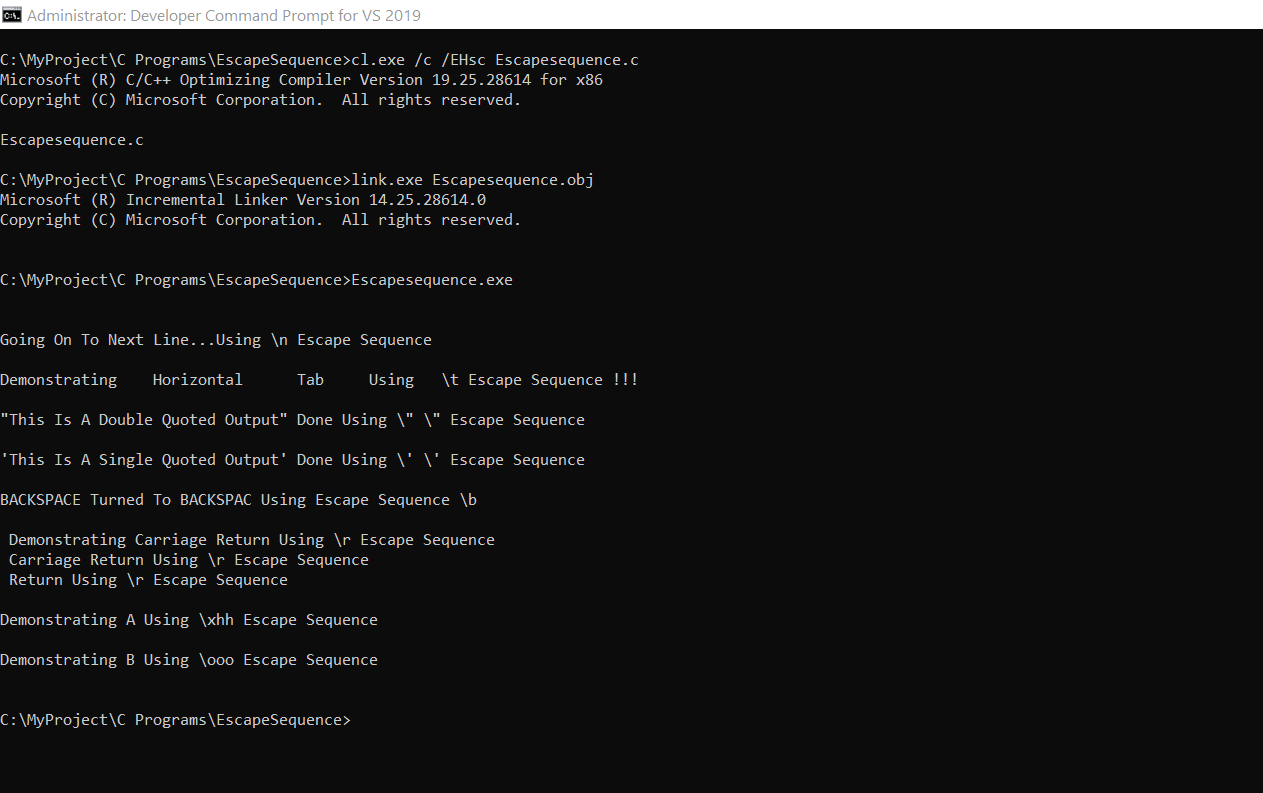 Administrator: Developer Command Prompt for VS 2019
C:\MyProject\C Programs\EscapeSequence>cl.exe /c /EHsc Escapesequence.c
Microsoft (R) C/C++ Optimizing Compiler Version 19.25.28614 for x86
Copyright (C) Microsoft Corporation.  All rights reserved.
Escapesequence.c
C:\MyProject\C Programs\EscapeSequence>link.exe Escapesequence.obj
Microsoft (R) Incremental Linker Version 14.25.28614.0
Copyright (C) Microsoft Corporation.  All rights reserved.
C:\MyProject\C Programs\EscapeSequence>Escapesequence.exe
Going On To Next Line...Using \n Escape Sequence
Demonstrating    Horizontal      Tab     Using   \t Escape Sequence !!!
"This Is A Double Quoted Output" Done Using \" \" Escape Sequence
'This Is A Single Quoted Output' Done Using \' \' Escape Sequence
BACKSPACE Turned To BACKSPAC Using Escape Sequence \b
 Demonstrating Carriage Return Using \r Escape Sequence
 Carriage Return Using \r Escape Sequence
 Return Using \r Escape Sequence
Demonstrating A Using \xhh Escape Sequence
Demonstrating B Using \ooo Escape Sequence
C:\MyProject\C Programs\EscapeSequence>